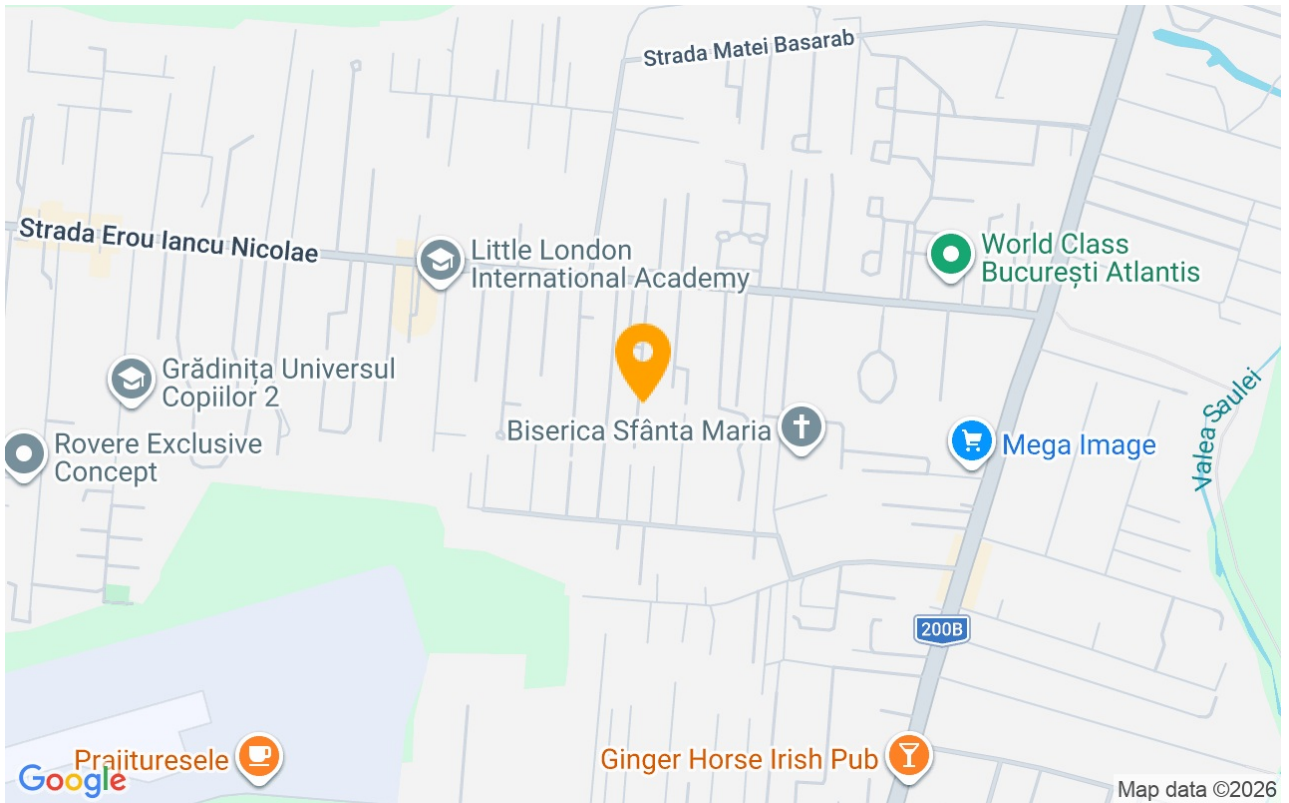 Strada Matei Basarab
Strada Erou Iancu Nicolae
Little London
International Academy
World Class
București Atlantis
Grădinița Universul
Copiilor 2
Biserica Sfânta Maria
Rovere Exclusive
Concept
Mega Image
Valea Saulei
200B
Prajituresele
Ginger Horse Irish Pub
Google
Map data ©2026